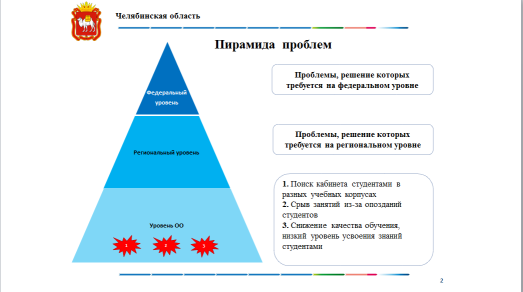 Челябинская область
Пирамида проблем
Федеральный
уровень
Региональный уровень
Уровень ОО
1
2
3
Проблемы, решение которых
требуется на федеральном уровне
Проблемы, решение которых
требуется на региональном уровне
1. Поиск кабинета студентами в
разных учебных корпусах
2. Срыв занятий из-за опозданий
студентов
3. Снижение качества обучения,
низкий уровень усвоения знаний
студентами
2